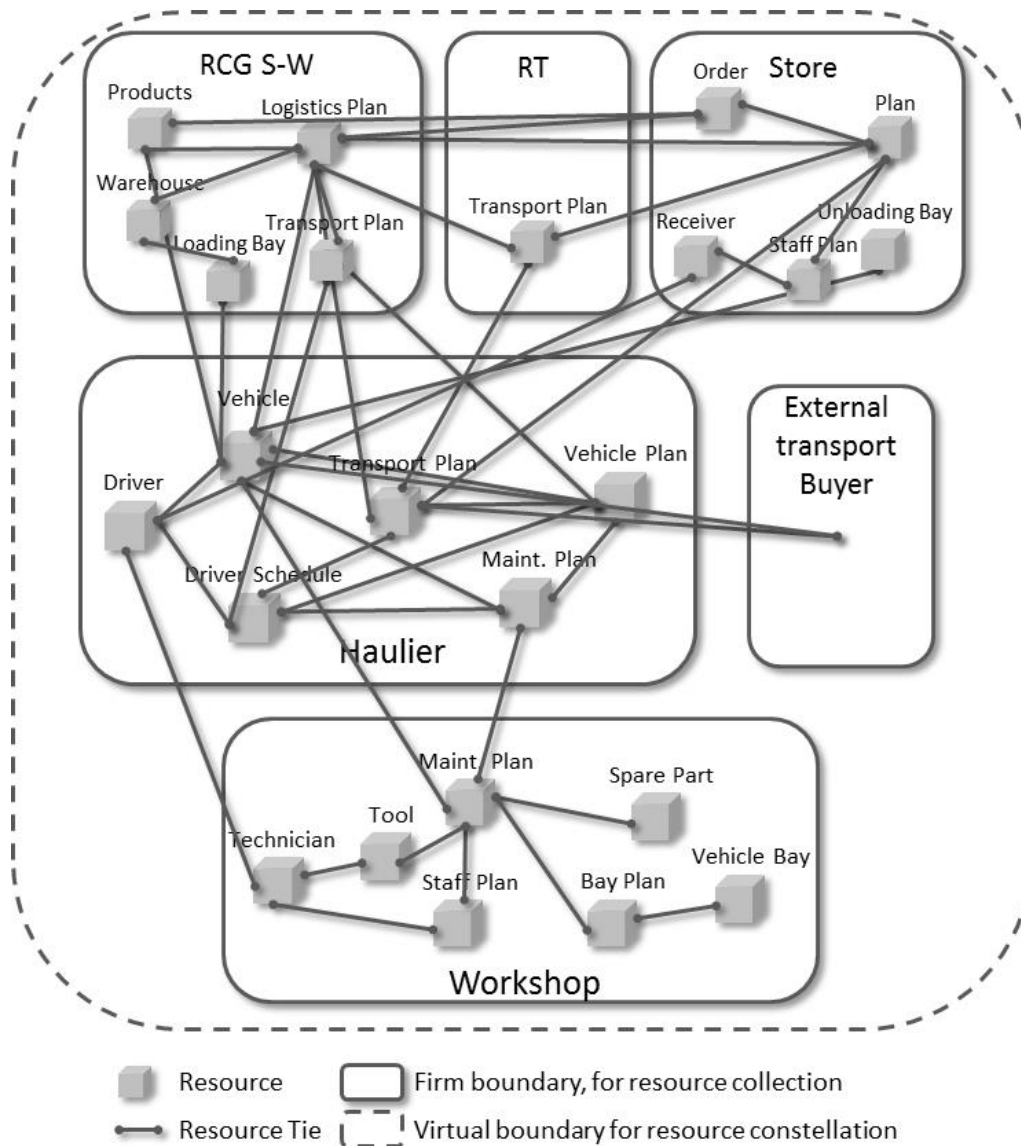 RCG S-W
RT
Store
Products
Logistics Plan
Order
Plan
Warehouse
Loading Bay
Transport Plan
Transport Plan
Receiver
Unloading Bay
Staff Plan
Vehicle
Driver
Transport Plan
Vehicle Plan
Driver Schedule
Maint. Plan
Haulier
External
transport
Buyer
Maint. Plan
Spare Part
Tool
Technician
Staff Plan
Bay Plan
Vehicle Bay
Workshop
Resource
Firm boundary, for resource collection
Resource Tie
Virtual boundary for resource constellation